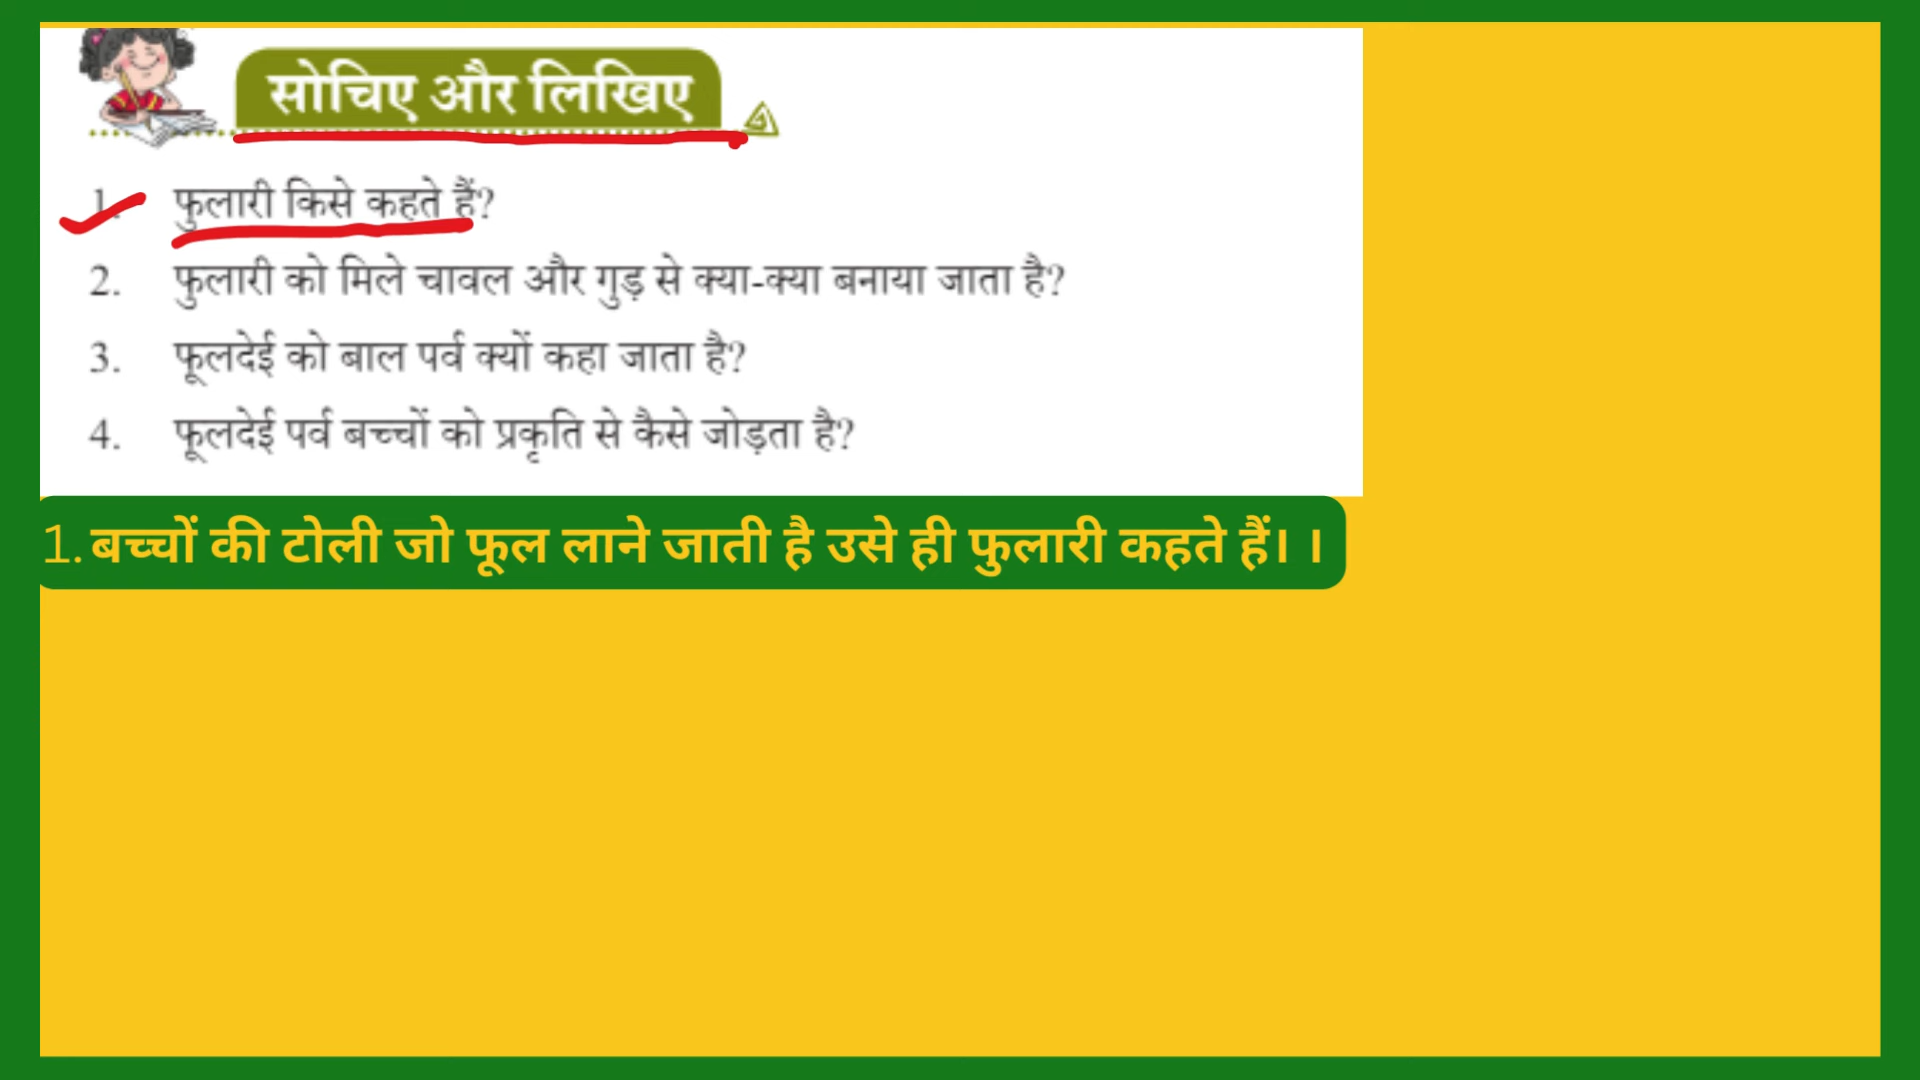 सोचिए और लिखिए
1. फुलारी किसे कहते हैं?
2. फुलारी को मिले चावल और गुड़ से क्या-क्या बनाया जाता है?
3. फूलदेई को बाल पर्व क्यों कहा जाता है?
4. फूलदेई पर्व बच्चों को प्रकृति से कैसे जोड़ता है?
1. बच्चों की टोली जो फूल लाने जाती है उसे ही फुलारी कहते हैं। ।